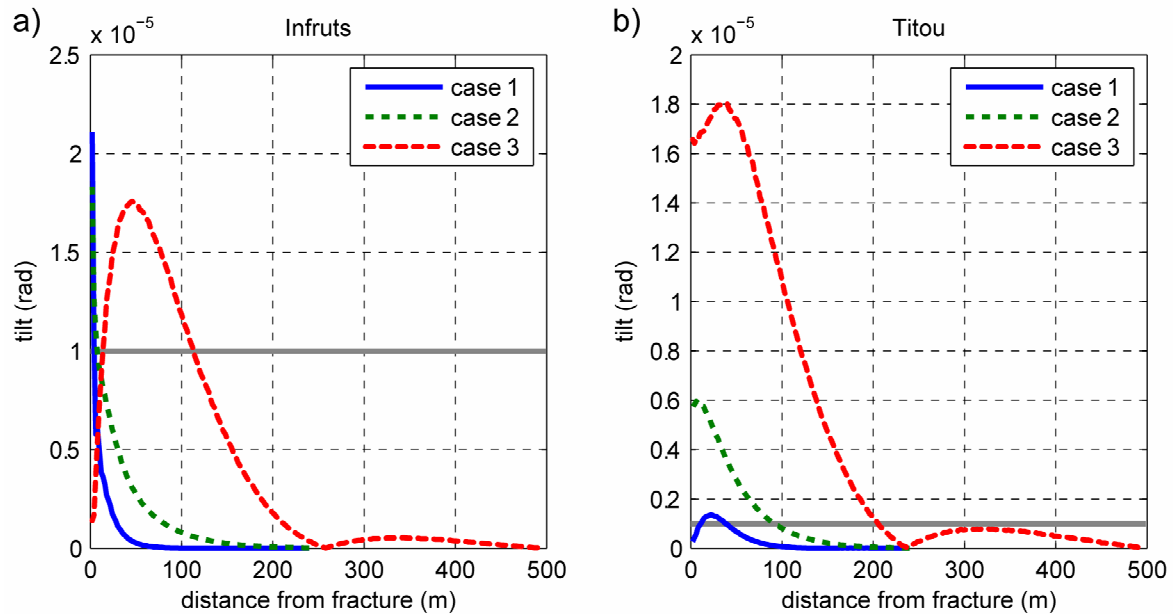 a)
Infruts
x 10⁻⁵
2.5
2
1.5
1
0.5
0
tilt (rad)
case 1
case 2
case 3
0 100 200 300 400 500
distance from fracture (m)
b)
Titou
x 10⁻⁵
2
1.8
1.6
1.4
1.2
1
0.8
0.6
0.4
0.2
0
tilt (rad)
case 1
case 2
case 3
0 100 200 300 400 500
distance from fracture (m)